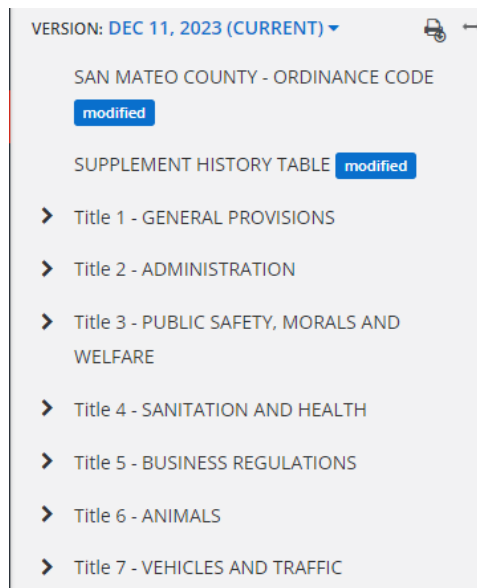 VERSION: DEC 11, 2023 (CURRENT)
SAN MATEO COUNTY - ORDINANCE CODE
modified
SUPPLEMENT HISTORY TABLE modified
Title 1 - GENERAL PROVISIONS
Title 2 - ADMINISTRATION
Title 3 - PUBLIC SAFETY, MORALS AND
WELFARE
Title 4 - SANITATION AND HEALTH
Title 5 - BUSINESS REGULATIONS
Title 6 - ANIMALS
Title 7 - VEHICLES AND TRAFFIC